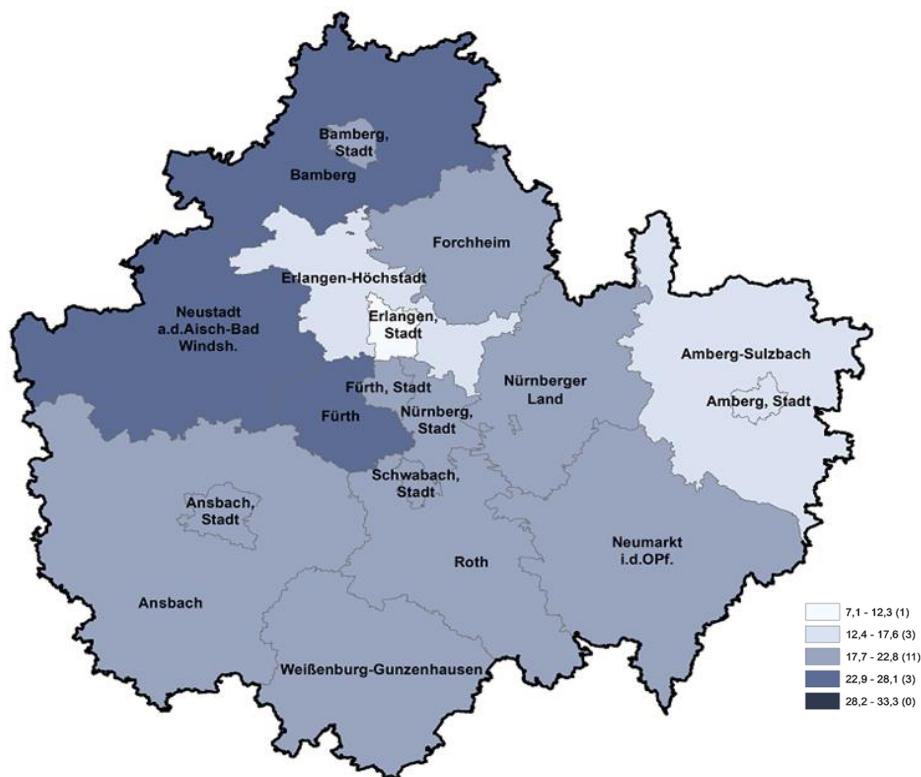 Bamberg,
Stadt
Bamberg
Forchheim
Erlangen-Höchstadt
Neustadt
a.d.Aisch-Bad
Windsh.
Erlangen,
Stadt
Amberg-Sulzbach
Fürth, Stadt
Nürnberger
Land
Amberg, Stadt
Fürth
Nürnberg,
Stadt
Schwabach,
Stadt
Ansbach,
Stadt
Neumarkt
i.d.OPf.
Roth
Ansbach
Weißenburg-Gunzenhausen
7,1 - 12,3 (1)
12,4 - 17,6 (3)
17,7 - 22,8 (11)
22,9 - 28,1 (3)
28,2 - 33,3 (0)